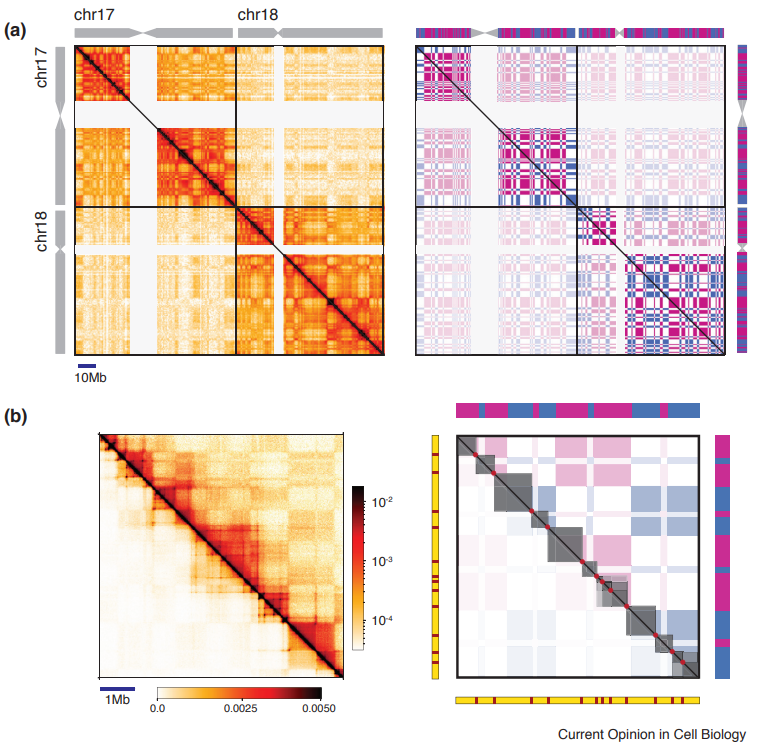 chr17 chr18
(a)
chr17
chr18
10Mb
(b)
10-2
10-3
10-4
1Mb
0.0 0.0025 0.0050
Current Opinion in Cell Biology